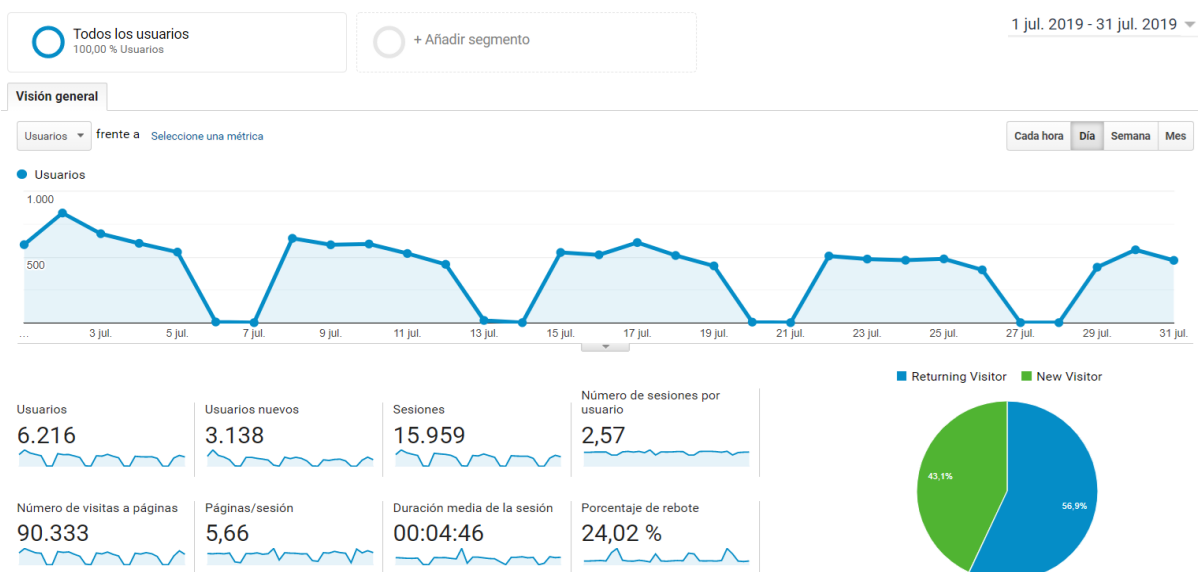 Todos los usuarios
100,00 % Usuarios
+ Añadir segmento
1 jul. 2019 - 31 jul. 2019
Visión general
Usuarios
frente a
Seleccione una métrica
Cada hora
Día
Semana
Mes
Usuarios
1.000
500
...
3 jul.
5 jul.
7 jul.
9 jul.
11 jul.
13 jul.
15 jul.
17 jul.
19 jul.
21 jul.
23 jul.
25 jul.
27 jul.
29 jul.
31 jul.
Usuarios
6.216
Usuarios nuevos
3.138
Sesiones
15.959
Número de sesiones por
usuario
2,57
Número de visitas a páginas
90.333
Páginas/sesión
5,66
Duración media de la sesión
00:04:46
Porcentaje de rebote
24,02 %
Returning Visitor
New Visitor
43,1%
56,9%